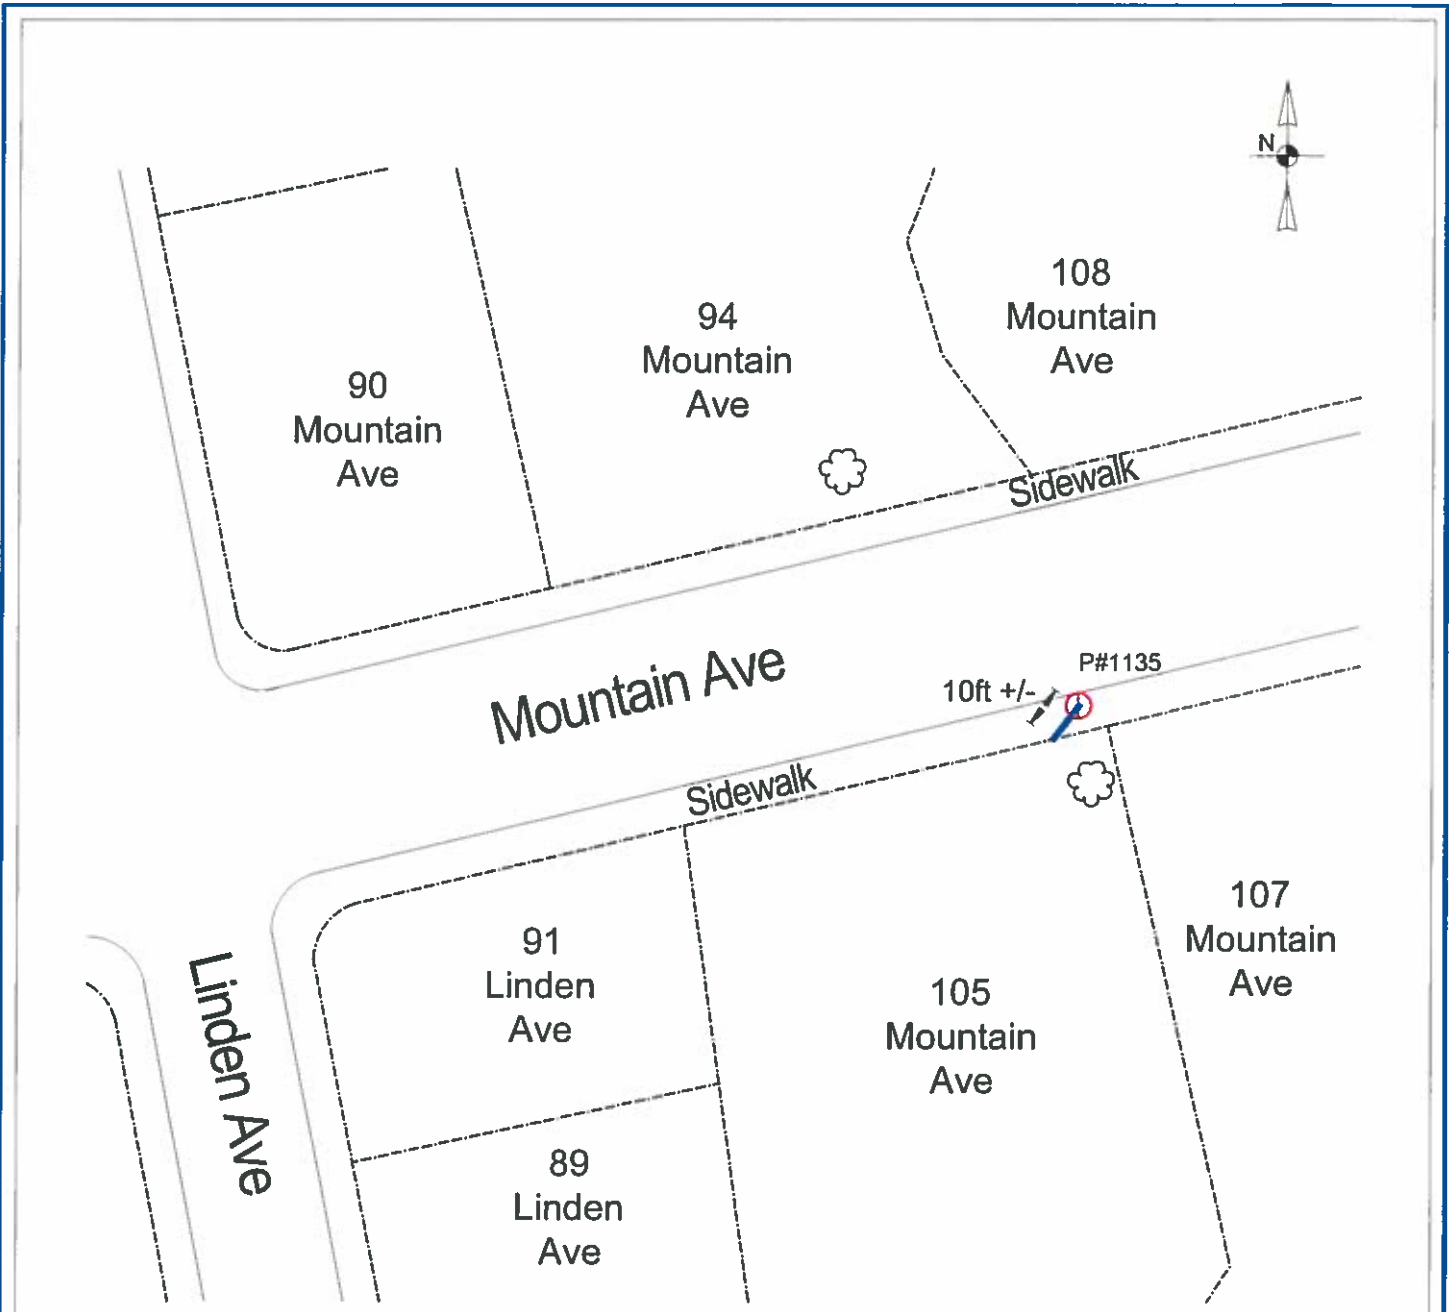 N
108
Mountain
Ave
94
Mountain
Ave
90
Mountain
Ave
Sidewalk
Mountain Ave
P#1135
10ft +/-
Sidewalk
107
Mountain
Ave
91
Linden
Ave
105
Mountain
Ave
Linden Ave
89
Linden
Ave